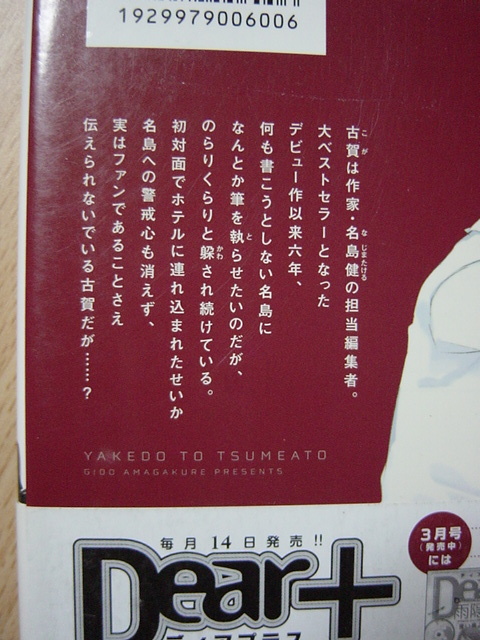 1929979006006
古賀は作家・名島健の担当編集者。
大ベストセラーとなった
デビュー作以来六年、
何も書こうとしない名島に
なんとか筆を執らせたいのだが、
のらりくらりと躱され続けている。
初対面でホテルに連れ込まれたせいか
名島への警戒心も消えず、
実はファンであることさえ
伝えられないでいる古賀だが……？
YAKEDO TO TSUMEATO
GIDO AMAGAKURE PRESENTS
毎月14日発売!!
Dear+
ディアプラス
3月号
(発売中)
には